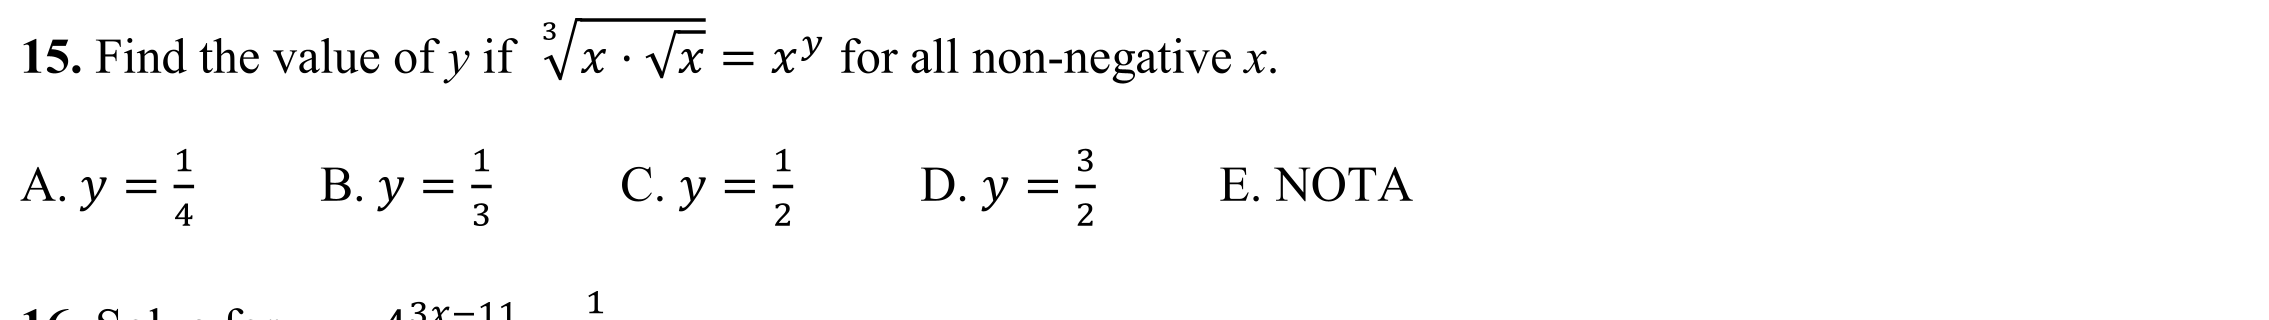 15. Find the value of y if ∛(x · √x) = x^y for all non-negative x.
A. y = 1/4 B. y = 1/3 C. y = 1/2 D. y = 3/2 E. NOTA